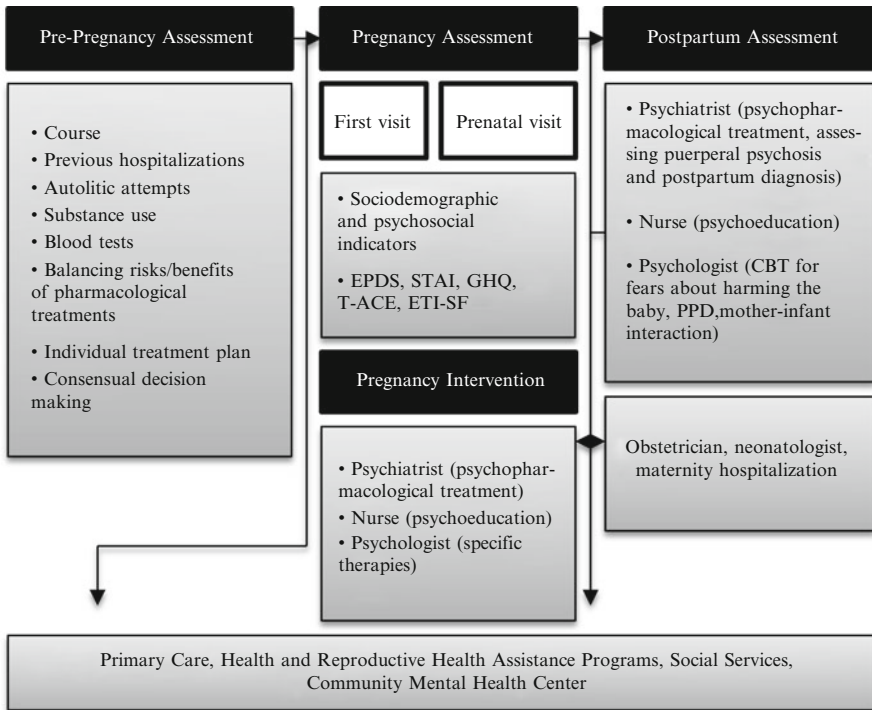 Pre-Pregnancy Assessment
• Course
• Previous hospitalizations
• Autolitic attempts
• Substance use
• Blood tests
• Balancing risks/benefits
of pharmacological
treatments
• Individual treatment plan
• Consensual decision
making
Pregnancy Assessment
First visit
Prenatal visit
• Sociodemographic
and psychosocial
indicators
• EPDS, STAI, GHQ,
T-ACE, ETI-SF
Pregnancy Intervention
• Psychiatrist (psychophar-
macological treatment)
• Nurse (psychoeducation)
• Psychologist (specific
therapies)
Postpartum Assessment
• Psychiatrist (psychophar-
macological treatment, asses-
sing puerperal psychosis
and postpartum diagnosis)
• Nurse (psychoeducation)
• Psychologist (CBT for
fears about harming the
baby, PPD,mother-infant
interaction)
Obstetrician, neonatologist,
maternity hospitalization
Primary Care, Health and Reproductive Health Assistance Programs, Social Services,
Community Mental Health Center